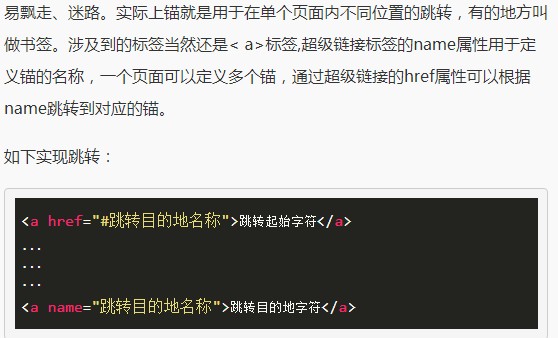 易飘走、迷路。实际上锚就是用于在单个页面内不同位置的跳转，有的地方叫
做书签。涉及到的标签当然还是< a>标签,超级链接标签的name属性用于定
义锚的名称，一个页面可以定义多个锚，通过超级链接的href属性可以根据
name跳转到对应的锚。
如下实现跳转：
<a href="#跳转目的地名称">跳转起始字符</a>
...
...
...
<a name="跳转目的地名称">跳转目的地字符</a>